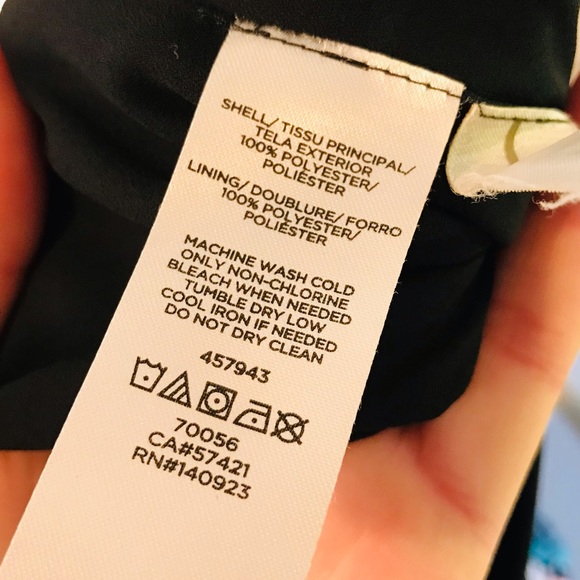 SHELL/ TISSU PRINCIPAL/
TELA EXTERIOR
100% POLYESTER/
POLIÉSTER
LINING/ DOUBLURE/ FORRO
100% POLYESTER/
POLIÉSTER
MACHINE WASH COLD
ONLY NON-CHLORINE
BLEACH WHEN NEEDED
TUMBLE DRY LOW
COOL IRON IF NEEDED
DO NOT DRY CLEAN
457943
70056
CA#57421
RN#140923